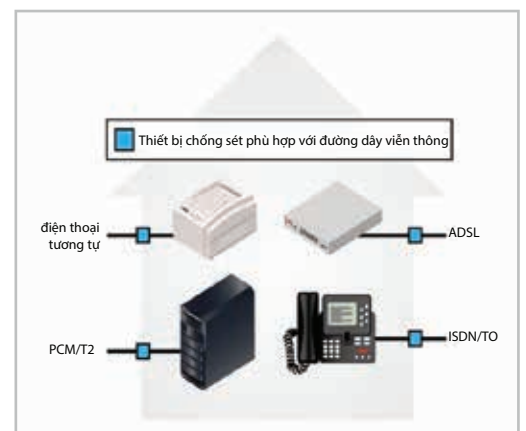 Thiết bị chống sét phù hợp với đường dây viễn thông
điện thoại
tương tự
ADSL
PCM/T2
ISDN/TO